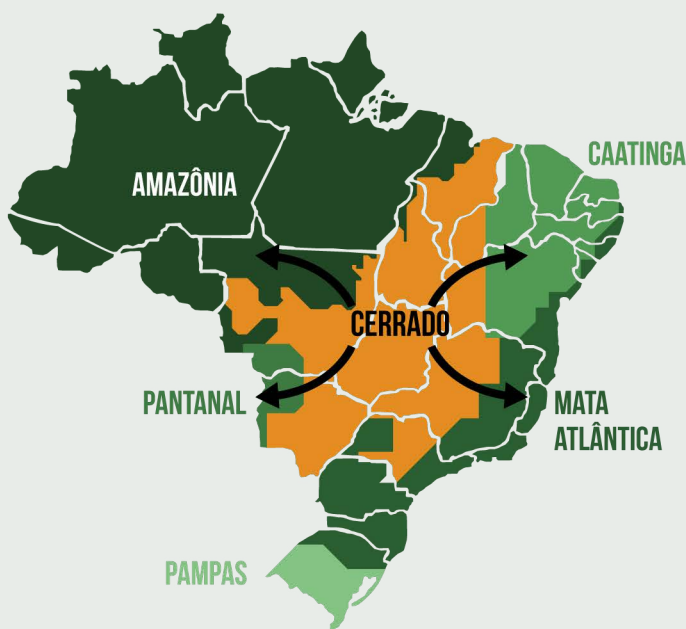 CAATINGA
AMAZÔNIA
CERRADO
PANTANAL
MATA
ATLÂNTICA
PAMPAS